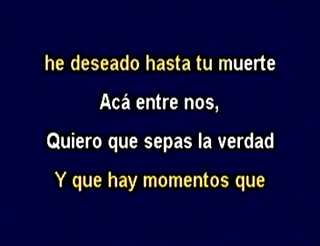 he deseado hasta tu muerte
Acá entre nos,
Quiero que sepas la verdad
Y que hay momentos que